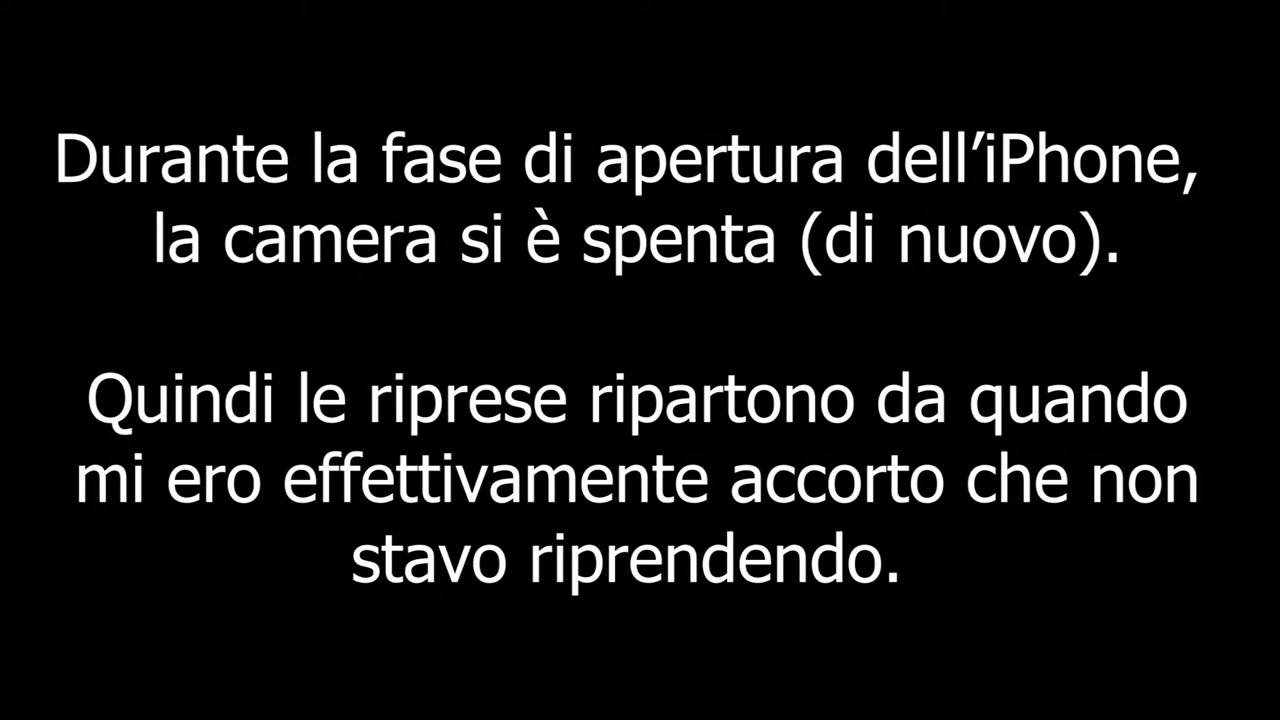 Durante la fase di apertura dell’iPhone,
la camera si è spenta (di nuovo).
Quindi le riprese ripartono da quando
mi ero effettivamente accorto che non
stavo riprendendo.